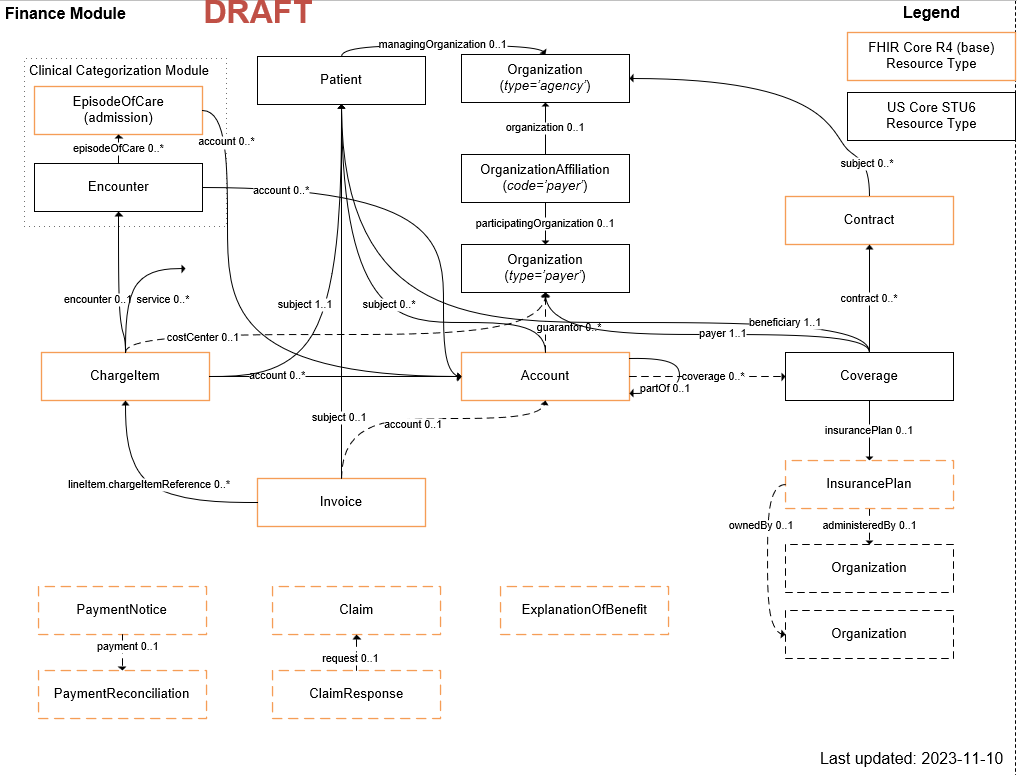 Finance Module
DRAFT
Legend
FHIR Core R4 (base)
Resource Type
US Core STU6
Resource Type
Clinical Categorization Module
EpisodeOfCare
(admission)
episodeOfCare 0..*
Encounter
account 0..*
account 0..*
Patient
managingOrganization 0..1
Organization
(type='agency')
organization 0..1
OrganizationAffiliation
(code='payer')
participatingOrganization 0..1
Organization
(type='payer')
subject 0..*
Contract
contract 0..*
encounter 0..1
service 0..*
subject 1..1
subject 0..*
costCenter 0..1
guarantor 0..*
beneficiary 1..1
payer 1..1
ChargeItem
account 0..*
Account
coverage 0..*
partOf 0..1
Coverage
subject 0..1
account 0..1
insurancePlan 0..1
lineItem.chargeItemReference 0..*
Invoice
InsurancePlan
ownedBy 0..1
administeredBy 0..1
Organization
Organization
PaymentNotice
payment 0..1
PaymentReconciliation
Claim
request 0..1
ClaimResponse
ExplanationOfBenefit
Last updated: 2023-11-10